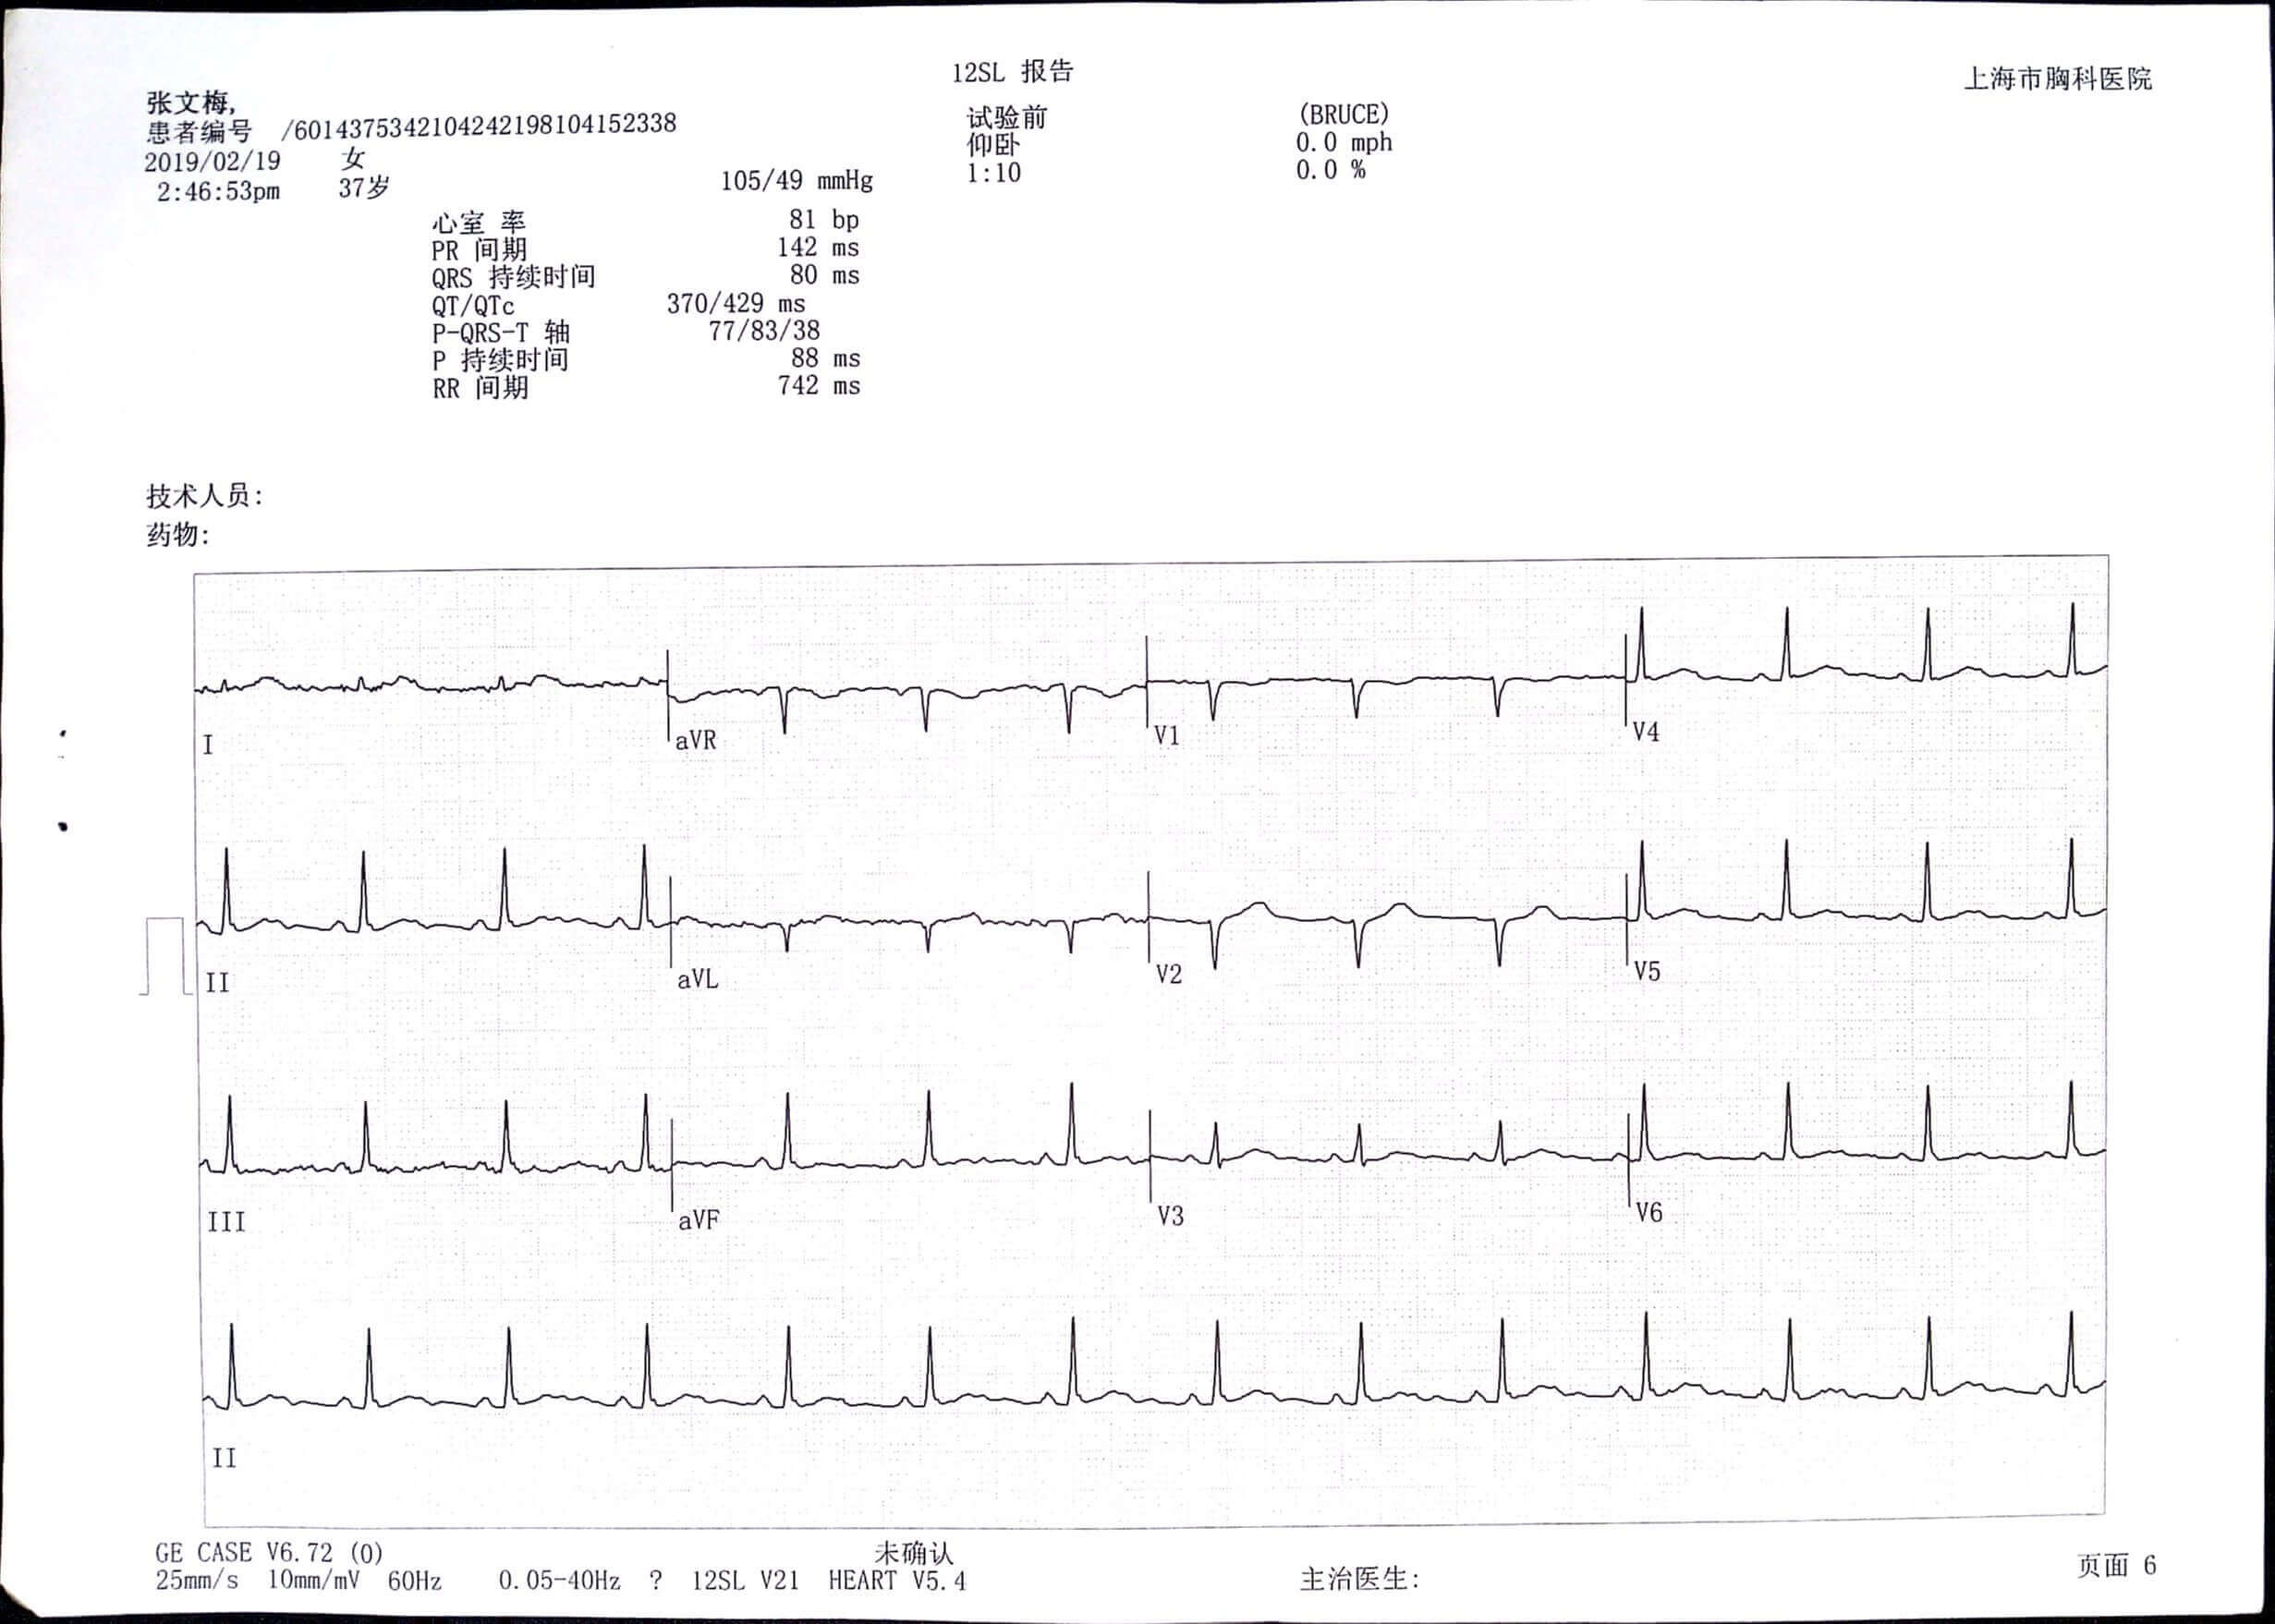 12SL 报告
上海市胸科医院
张文梅,
患者编号 /6014375342104242198104152338
2019/02/19 女
2:46:53pm 37岁
105/49 mmHg
试验前 (BRUCE)
仰卧 0.0 mph
1:10 0.0 %
心室 率 81 bp
PR 间期 142 ms
QRS 持续时间 80 ms
QT/QTc 370/429 ms
P-QRS-T 轴 77/83/38
P 持续时间 88 ms
RR 间期 742 ms
技术人员:
药物:
I aVR V1 V4
II aVL V2 V5
III aVF V3 V6
II
GE CASE V6.72 (0) 未确认
25mm/s 10mm/mV 60Hz 0.05-40Hz ? 12SL V21 HEART V5.4 主治医生:
页面 6